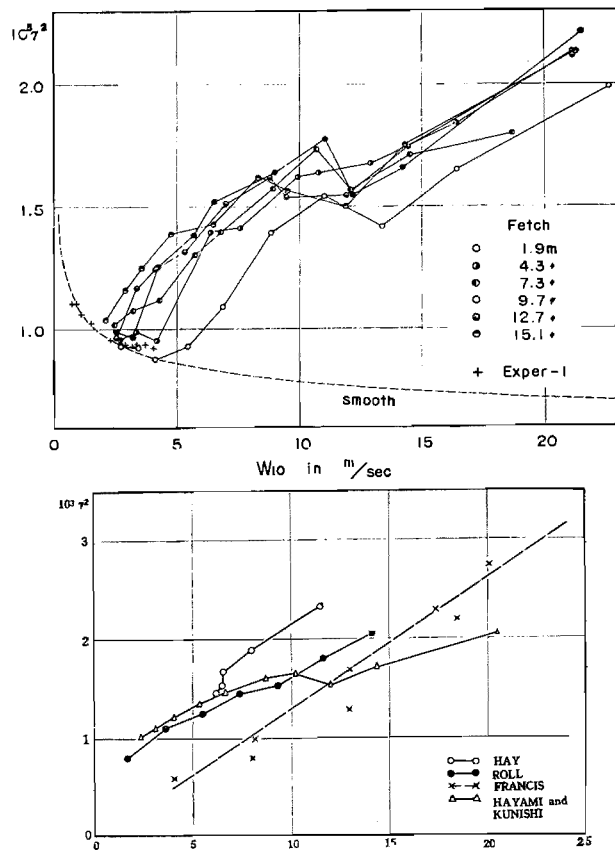 10³γ²
2.0
1.5
1.0
Fetch
1.9m
4.3 〃
7.3 〃
9.7 〃
12.7 〃
15.1 〃
+ Exper-I
smooth
0 5 10 15 20
W₁₀ in m/sec
10³ γ²
3
2
1
0
HAY
ROLL
FRANCIS
HAYAMI and
KUNISHI
0 5 10 15 20 25